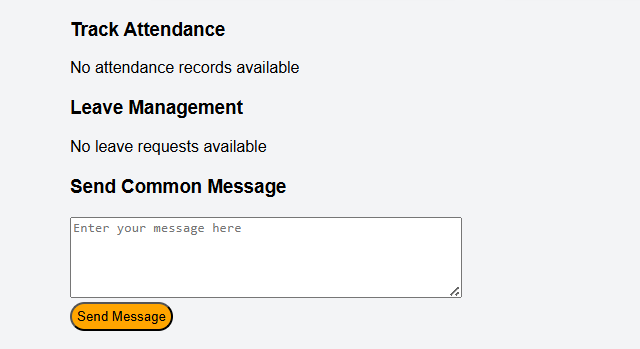 Track Attendance
No attendance records available
Leave Management
No leave requests available
Send Common Message
Enter your message here
Send Message